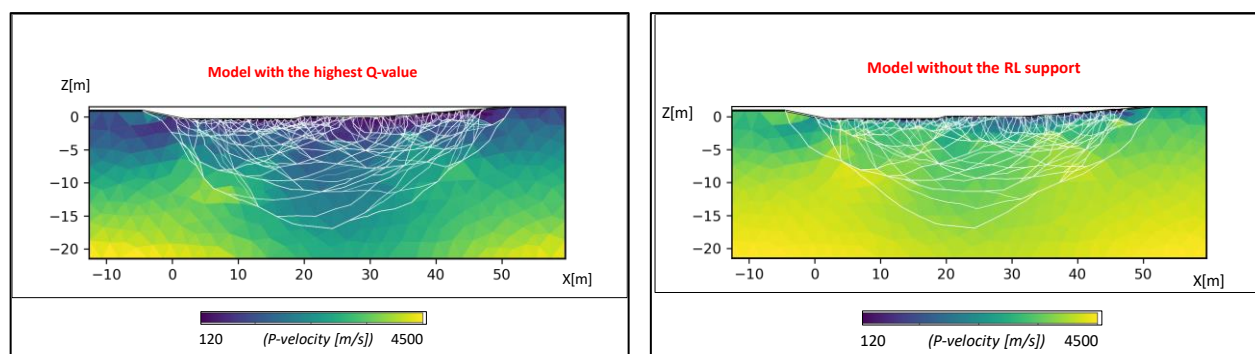 Model with the highest Q-value
Z[m]
0
−5
−10
−15
−20
−10 0 10 20 30 40 50
X[m]
120 (P-velocity [m/s]) 4500
Model without the RL support
Z[m]
0
−5
−10
−15
−20
−10 0 10 20 30 40 50
X[m]
120 (P-velocity [m/s]) 4500